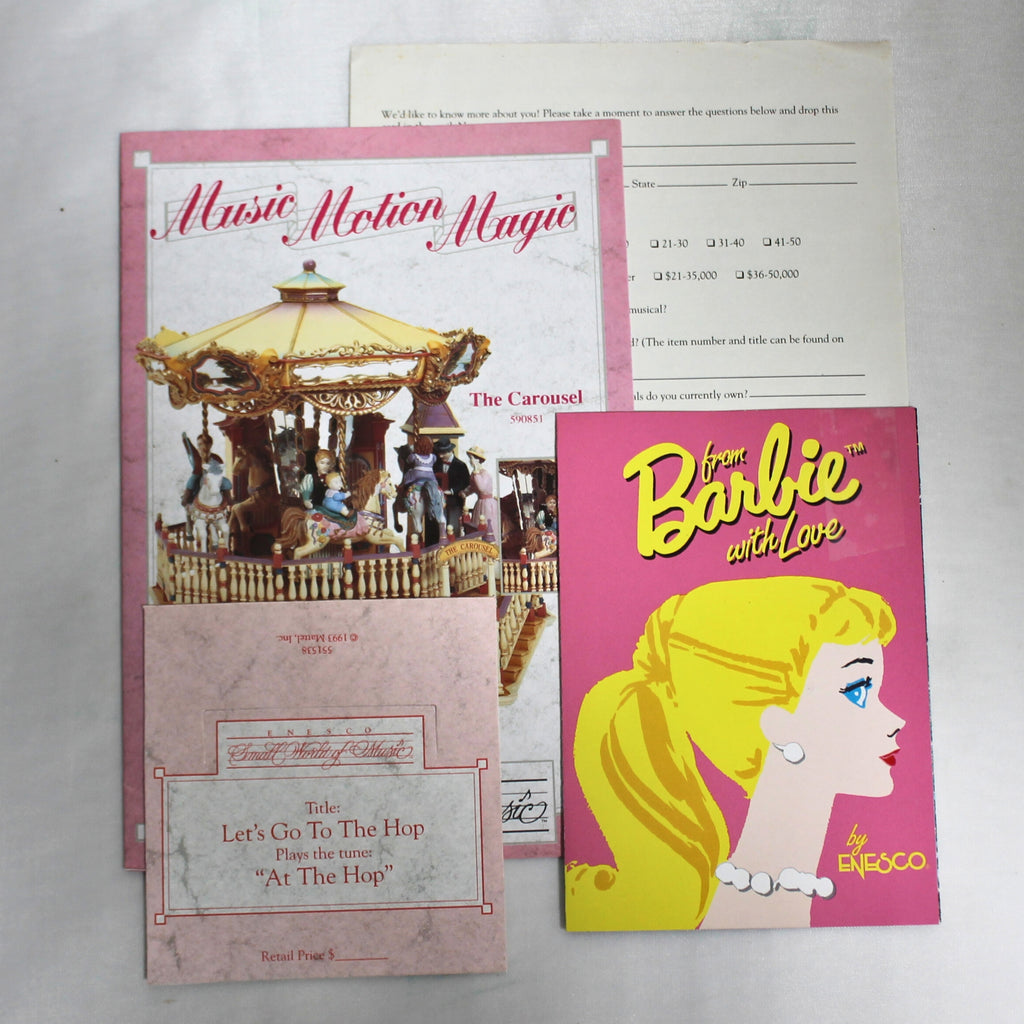 We'd like to know more about you! Please take a moment to answer the questions below and drop this
State Zip
❏ 21-30 ❏ 31-40 ❏ 41-50
❏ $21-35,000 ❏ $36-50,000
musical?
(The item number and title can be found on
do you currently own?
Music Motion Magic
The Carousel
590851
THE CAROUSEL
from
Barbie™
with Love
by
ENESCO®
© 1993 Mattel, Inc.
551538
ENESCO
Small World of Music
Title:
Let's Go To The Hop
Plays the tune:
"At The Hop"
Retail Price $